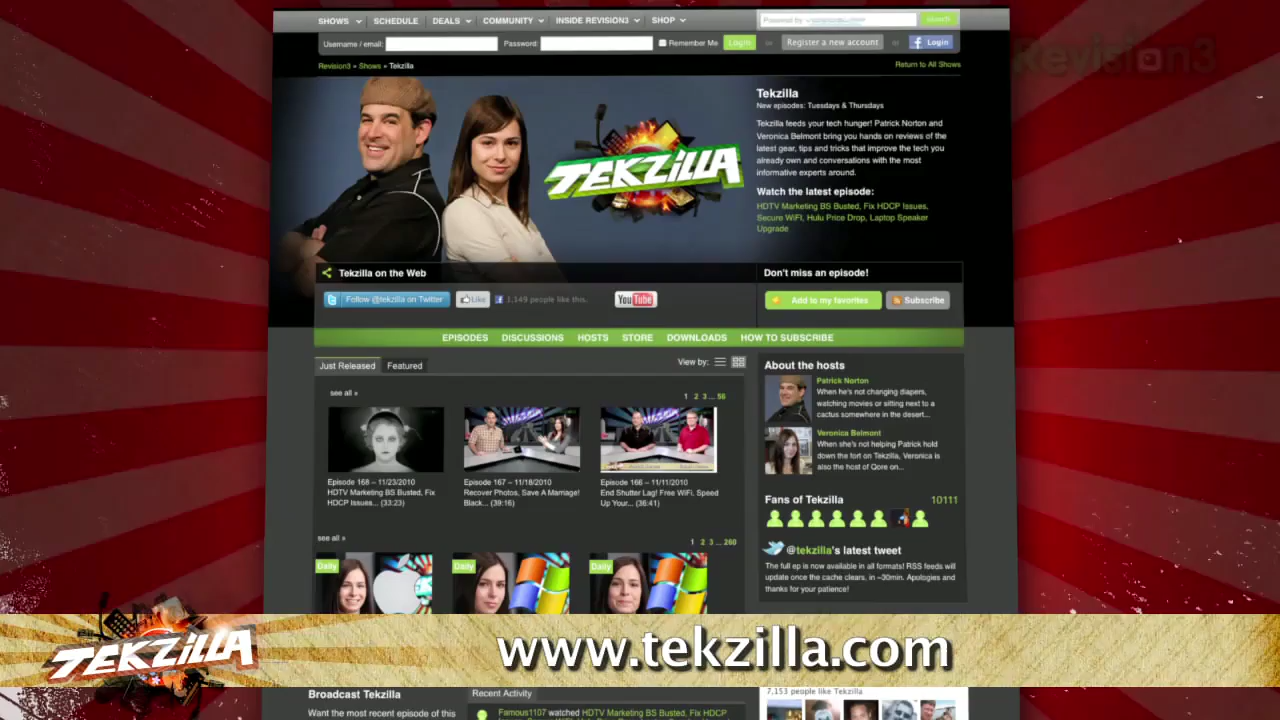 SHOWS SCHEDULE DEALS COMMUNITY INSIDE REVISION3 SHOP
Powered by
search
Username / email: Password: Remember Me Login or Register a new account or Login
Revision3
Revision3 » Shows » Tekzilla
Return to All Shows
TEKZILLA
Tekzilla
New episodes: Tuesdays & Thursdays
Tekzilla feeds your tech hunger! Patrick Norton and
Veronica Belmont bring you hands on reviews of the
latest gear, tips and tricks that improve the tech you
already own and conversations with the most
informative experts around.
Watch the latest episode:
HDTV Marketing BS Busted, Fix HDCP Issues,
Secure WiFi, Hulu Price Drop, Laptop Speaker
Upgrade
Tekzilla on the Web
Follow @tekzilla on Twitter
Like
1,149 people like this.
YouTube
Don't miss an episode!
Add to my favorites
Subscribe
EPISODES DISCUSSIONS HOSTS STORE DOWNLOADS HOW TO SUBSCRIBE
Just Released Featured
View by:
see all »
1 2 3 ... 56
Episode 168 – 11/23/2010
HDTV Marketing BS Busted, Fix
HDCP Issues... (33:23)
Episode 167 – 11/18/2010
Recover Photos, Save A Marriage!
Black... (39:16)
Episode 166 – 11/11/2010
End Shutter Lag! Free WiFi, Speed
Up Your... (36:41)
see all »
1 2 3 ... 260
Daily
Daily
Daily
About the hosts
Patrick Norton
When he's not changing diapers,
watching movies or sitting next to a
cactus somewhere in the desert...
Veronica Belmont
When she's not helping Patrick hold
down the fort on Tekzilla, Veronica is
also the host of Qore on...
Fans of Tekzilla 10111
@tekzilla's latest tweet
The full ep is now available in all formats! RSS feeds will
update once the cache clears, in ~30min. Apologies and
thanks for your patience!
TEKZILLA
www.tekzilla.com
Broadcast Tekzilla
Want the most recent episode of this
Recent Activity
Famous1107 watched HDTV Marketing BS Busted, Fix HDCP
7,153 people like Tekzilla